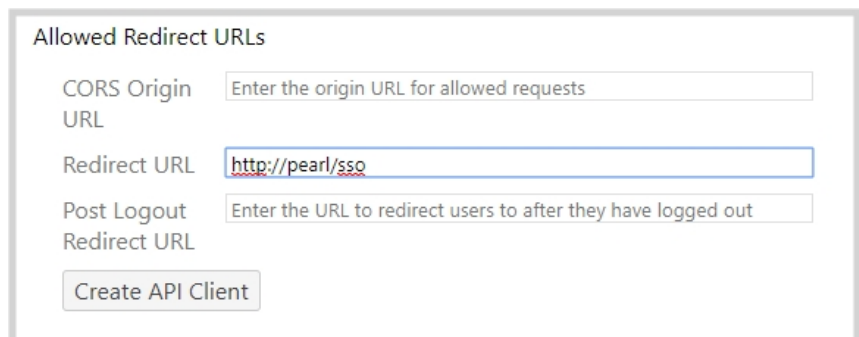 Allowed Redirect URLs
CORS Origin URL
Enter the origin URL for allowed requests
Redirect URL
http://pearl/sso
Post Logout Redirect URL
Enter the URL to redirect users to after they have logged out
Create API Client